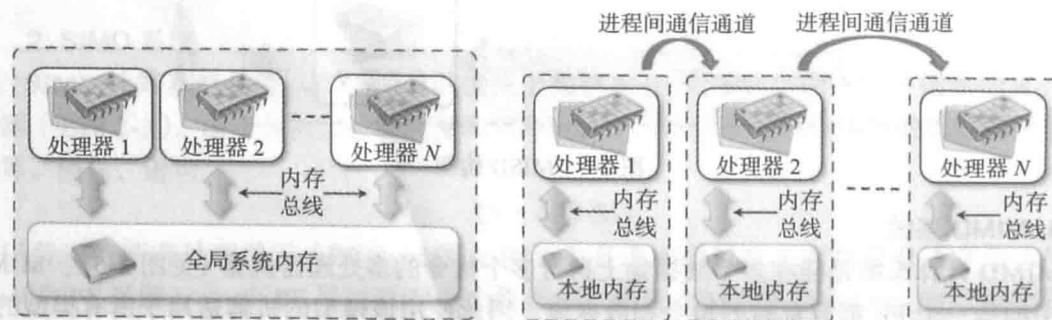 进程间通信通道
进程间通信通道
处理器 1
处理器 2
处理器 N
内存
总线
全局系统内存
处理器 1
处理器 2
处理器 N
内存
总线
内存
总线
内存
总线
本地内存
本地内存
本地内存